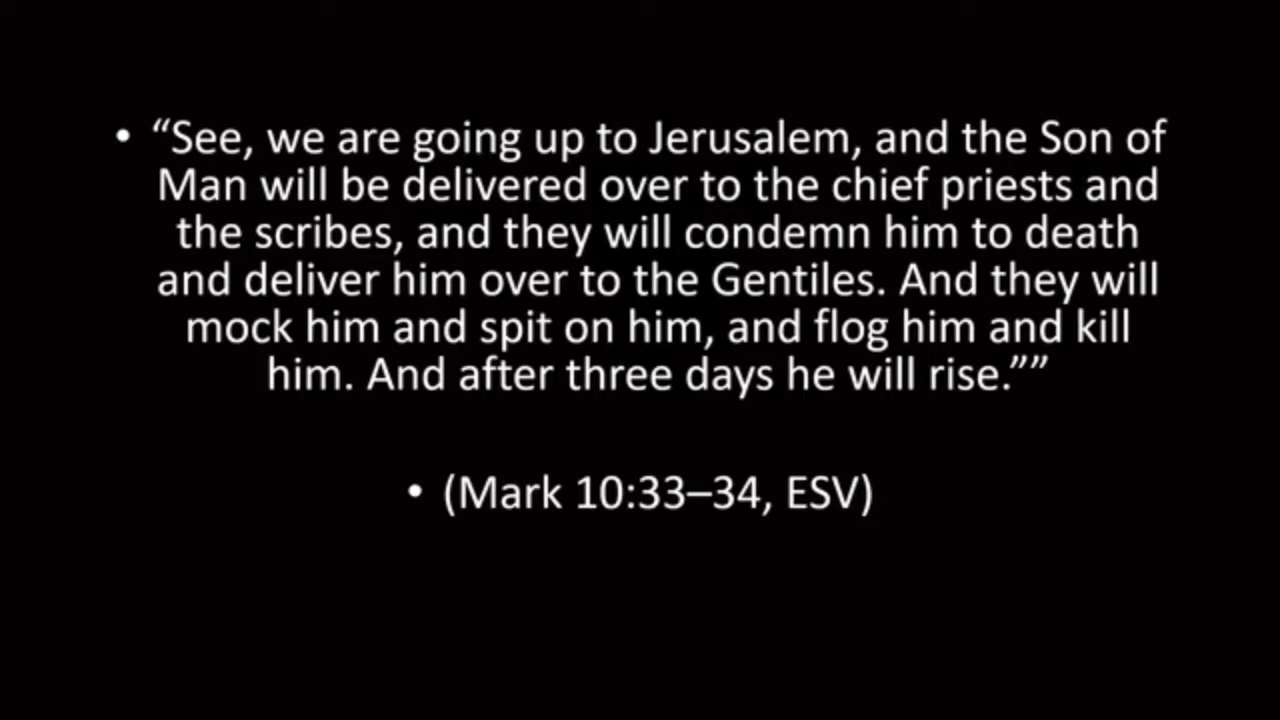 • “See, we are going up to Jerusalem, and the Son of
Man will be delivered over to the chief priests and
the scribes, and they will condemn him to death
and deliver him over to the Gentiles. And they will
mock him and spit on him, and flog him and kill
him. And after three days he will rise.””
• (Mark 10:33–34, ESV)